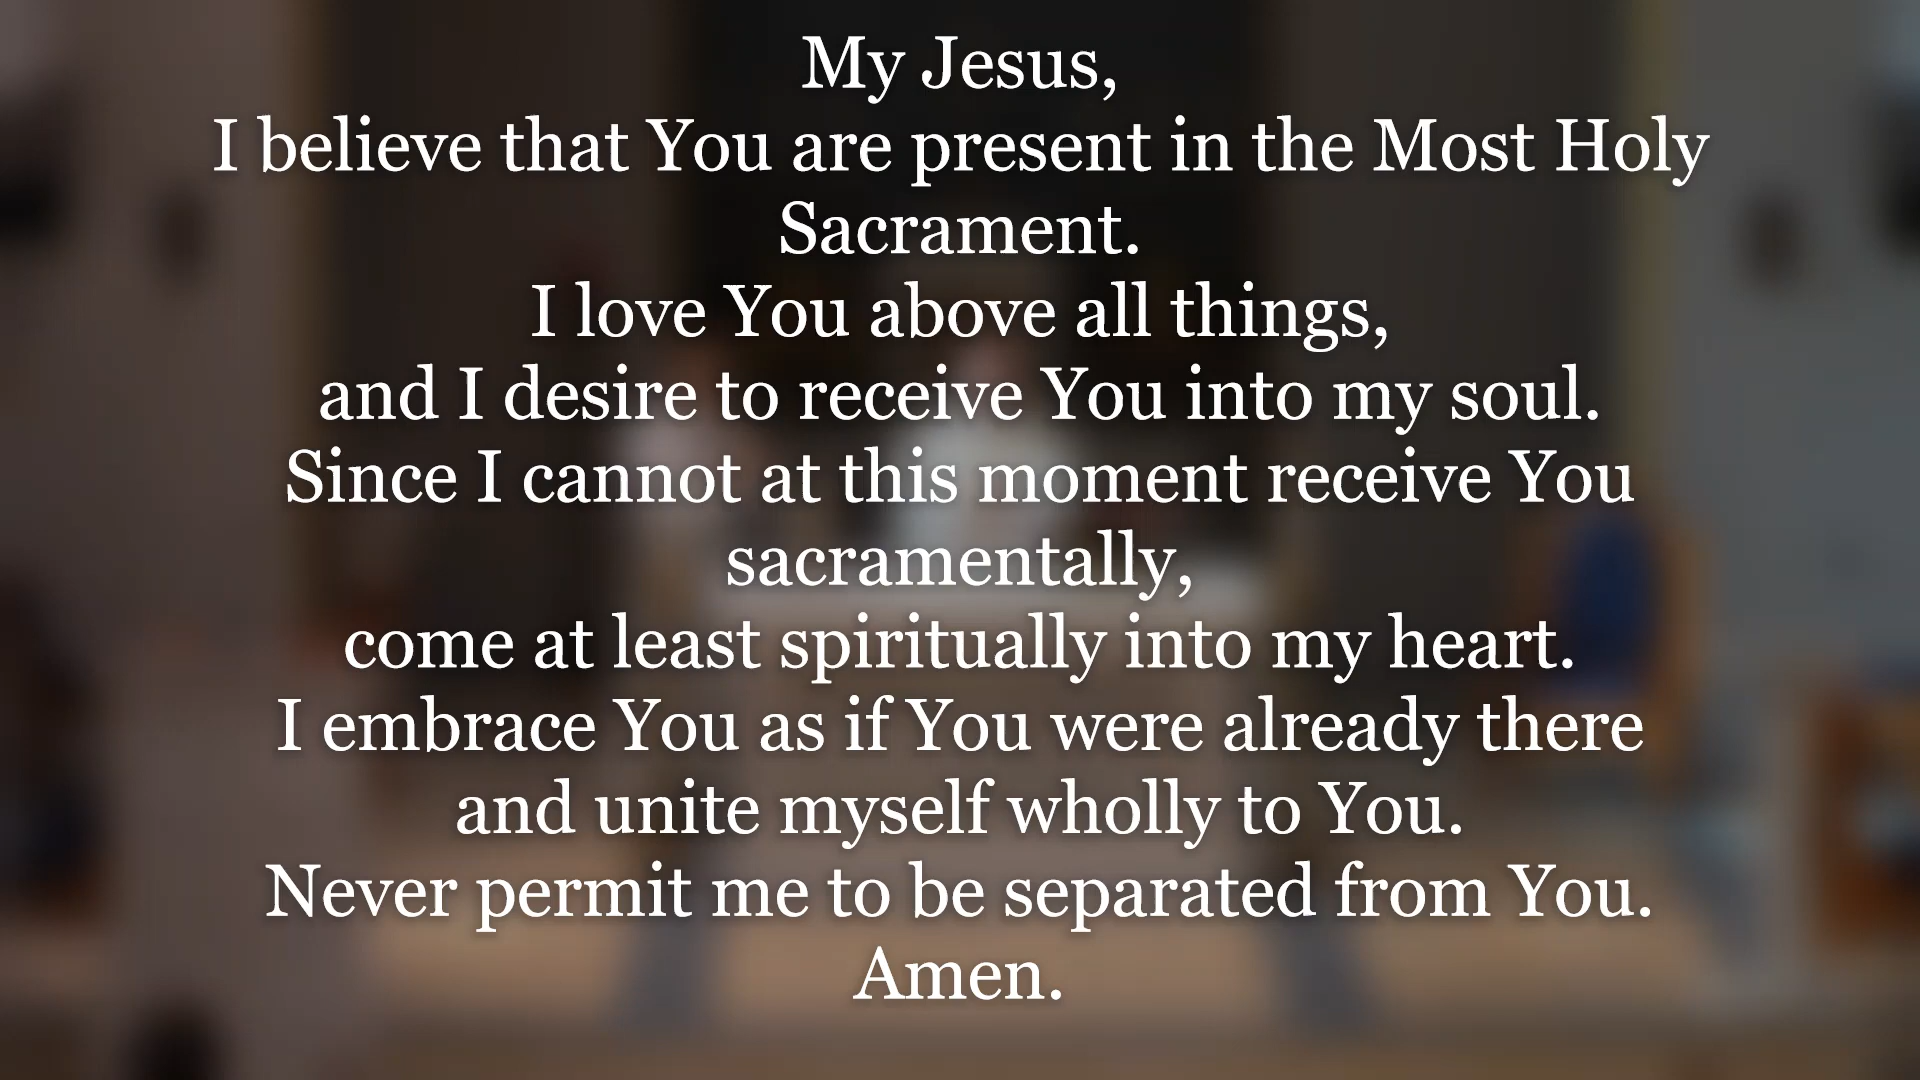 My Jesus,
I believe that You are present in the Most Holy
Sacrament.
I love You above all things,
and I desire to receive You into my soul.
Since I cannot at this moment receive You
sacramentally,
come at least spiritually into my heart.
I embrace You as if You were already there
and unite myself wholly to You.
Never permit me to be separated from You.
Amen.